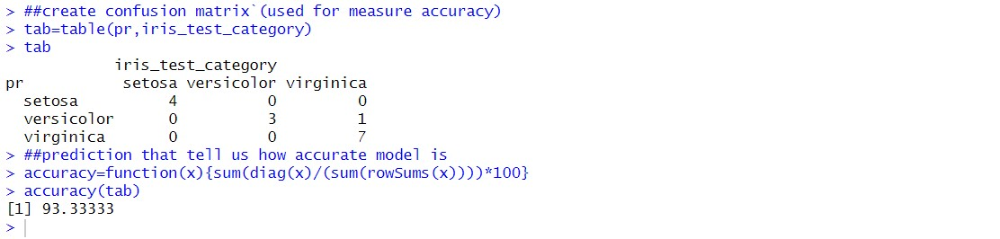 > ##create confusion matrix`(used for measure accuracy)
> tab=table(pr,iris_test_category)
> tab
            iris_test_category
pr           setosa versicolor virginica
  setosa          4          0         0
  versicolor      0          3         1
  virginica       0          0         7
> ##prediction that tell us how accurate model is
> accuracy=function(x){sum(diag(x)/(sum(rowSums(x))))*100}
> accuracy(tab)
[1] 93.33333
>